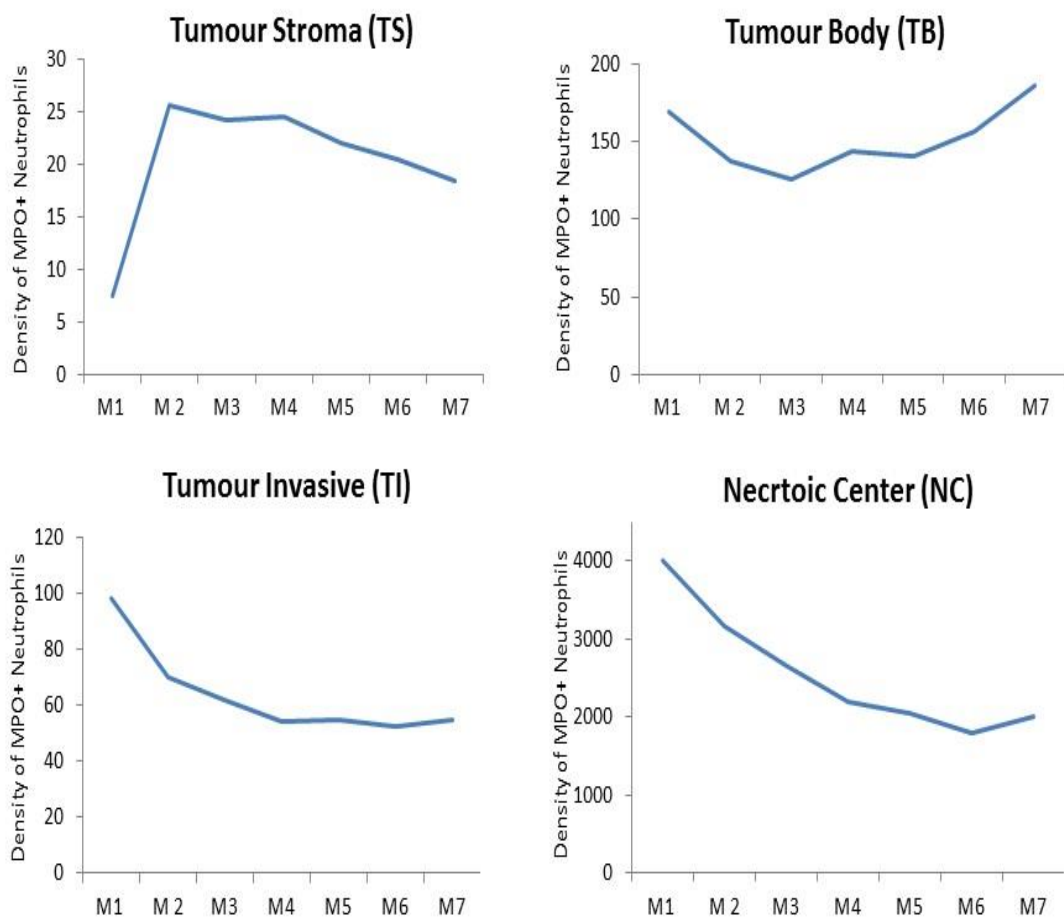 Tumour Stroma (TS)
Density of MPO+ Neutrophils
30
25
20
15
10
5
0
M1 M 2 M3 M4 M5 M6 M7
Tumour Body (TB)
Density of MPO+ Neutrophils
200
150
100
50
0
M1 M 2 M3 M4 M5 M6 M7
Tumour Invasive (TI)
Density of MPO+ Neutrophils
120
100
80
60
40
20
0
M1 M 2 M3 M4 M5 M6 M7
Necrtoic Center (NC)
Density of MPO+ Neutrophils
4000
3000
2000
1000
0
M1 M 2 M3 M4 M5 M6 M7